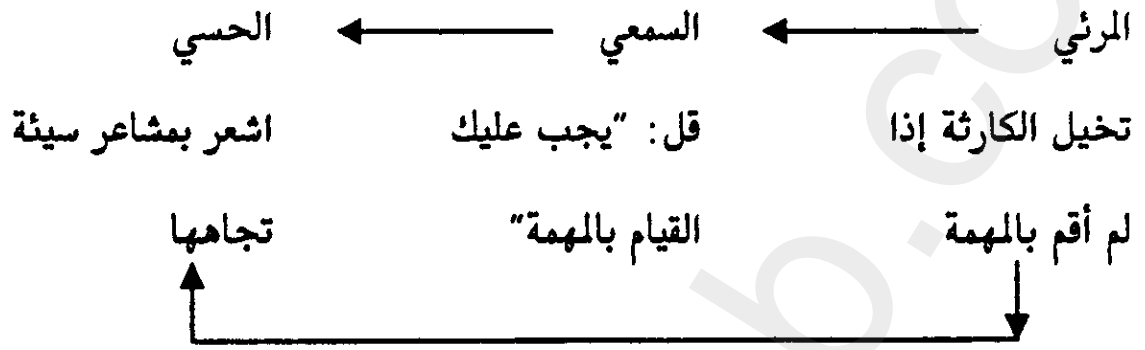 المرئي السمعي الحسي
تخيل الكارثة إذا قل: "يجب عليك اشعر بمشاعر سيئة
لم أقم بالمهمة القيام بالمهمة" تجاهها